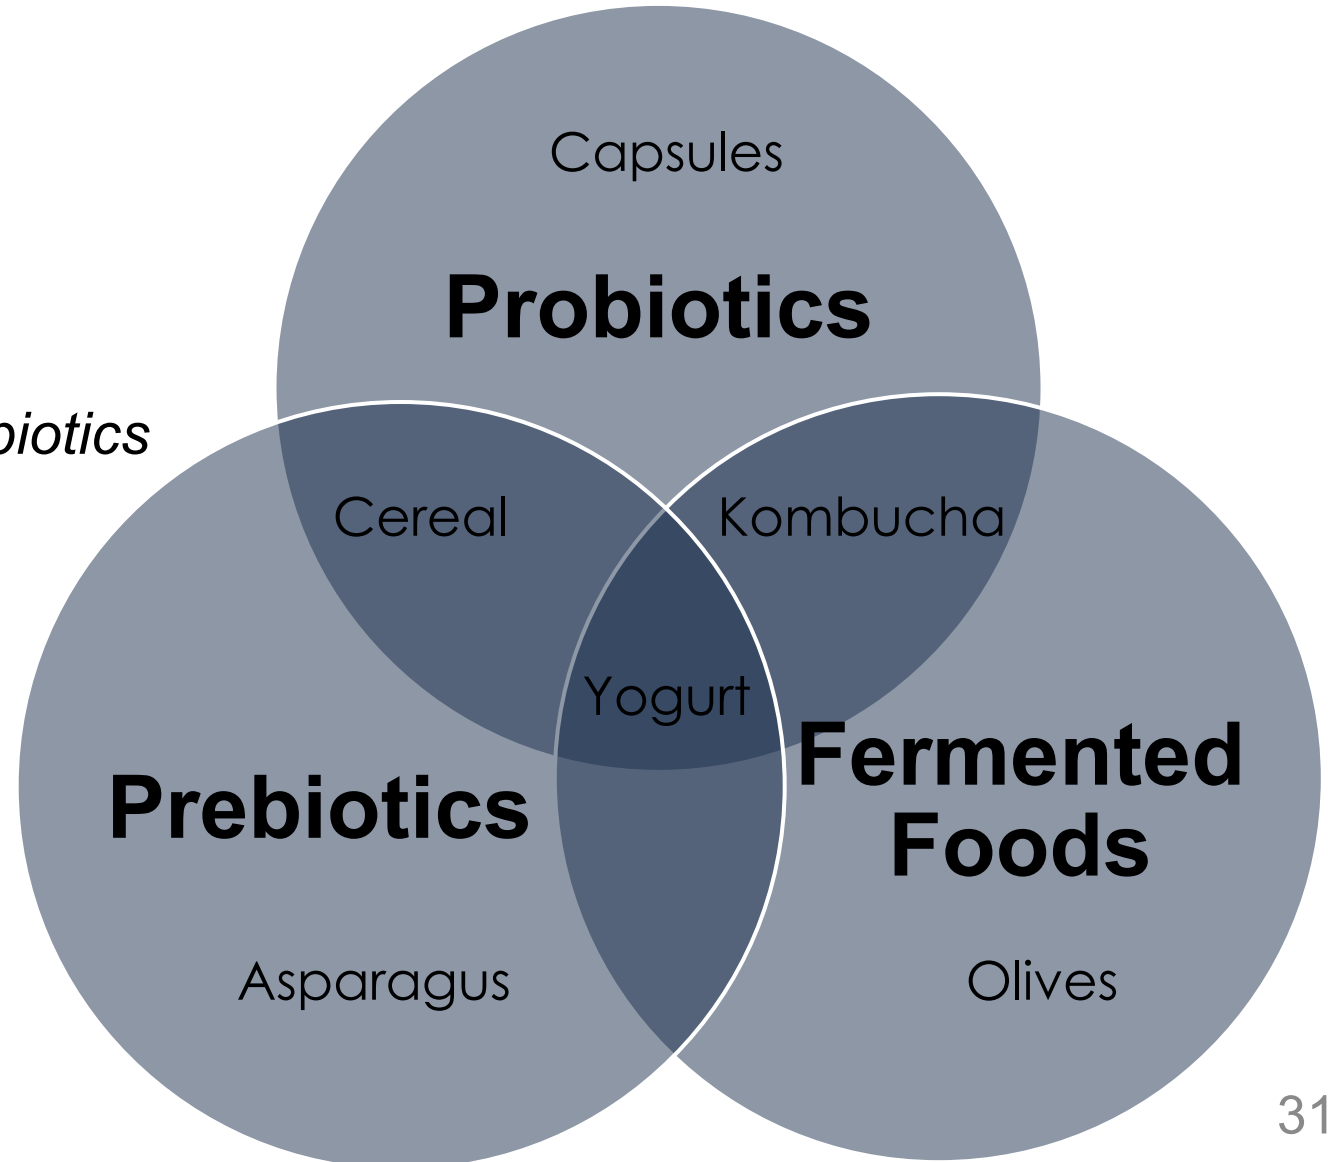 Capsules
Probiotics
biotics
Cereal
Kombucha
Yogurt
Prebiotics
Fermented
Foods
Asparagus
Olives
31